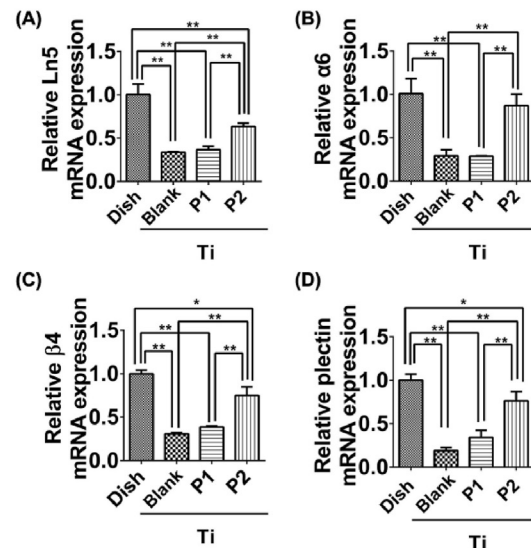 (A)
Relative Ln5
mRNA expression
1.5
1.0
0.5
0.0
**
**
**
**
**
Dish
Blank
P1
P2
Ti
(B)
Relative α6
mRNA expression
1.5
1.0
0.5
0.0
**
**
**
**
Dish
Blank
P1
P2
Ti
(C)
Relative β4
mRNA expression
1.5
1.0
0.5
0.0
*
**
**
**
**
Dish
Blank
P1
P2
Ti
(D)
Relative plectin
mRNA expression
1.5
1.0
0.5
0.0
*
**
**
**
**
Dish
Blank
P1
P2
Ti